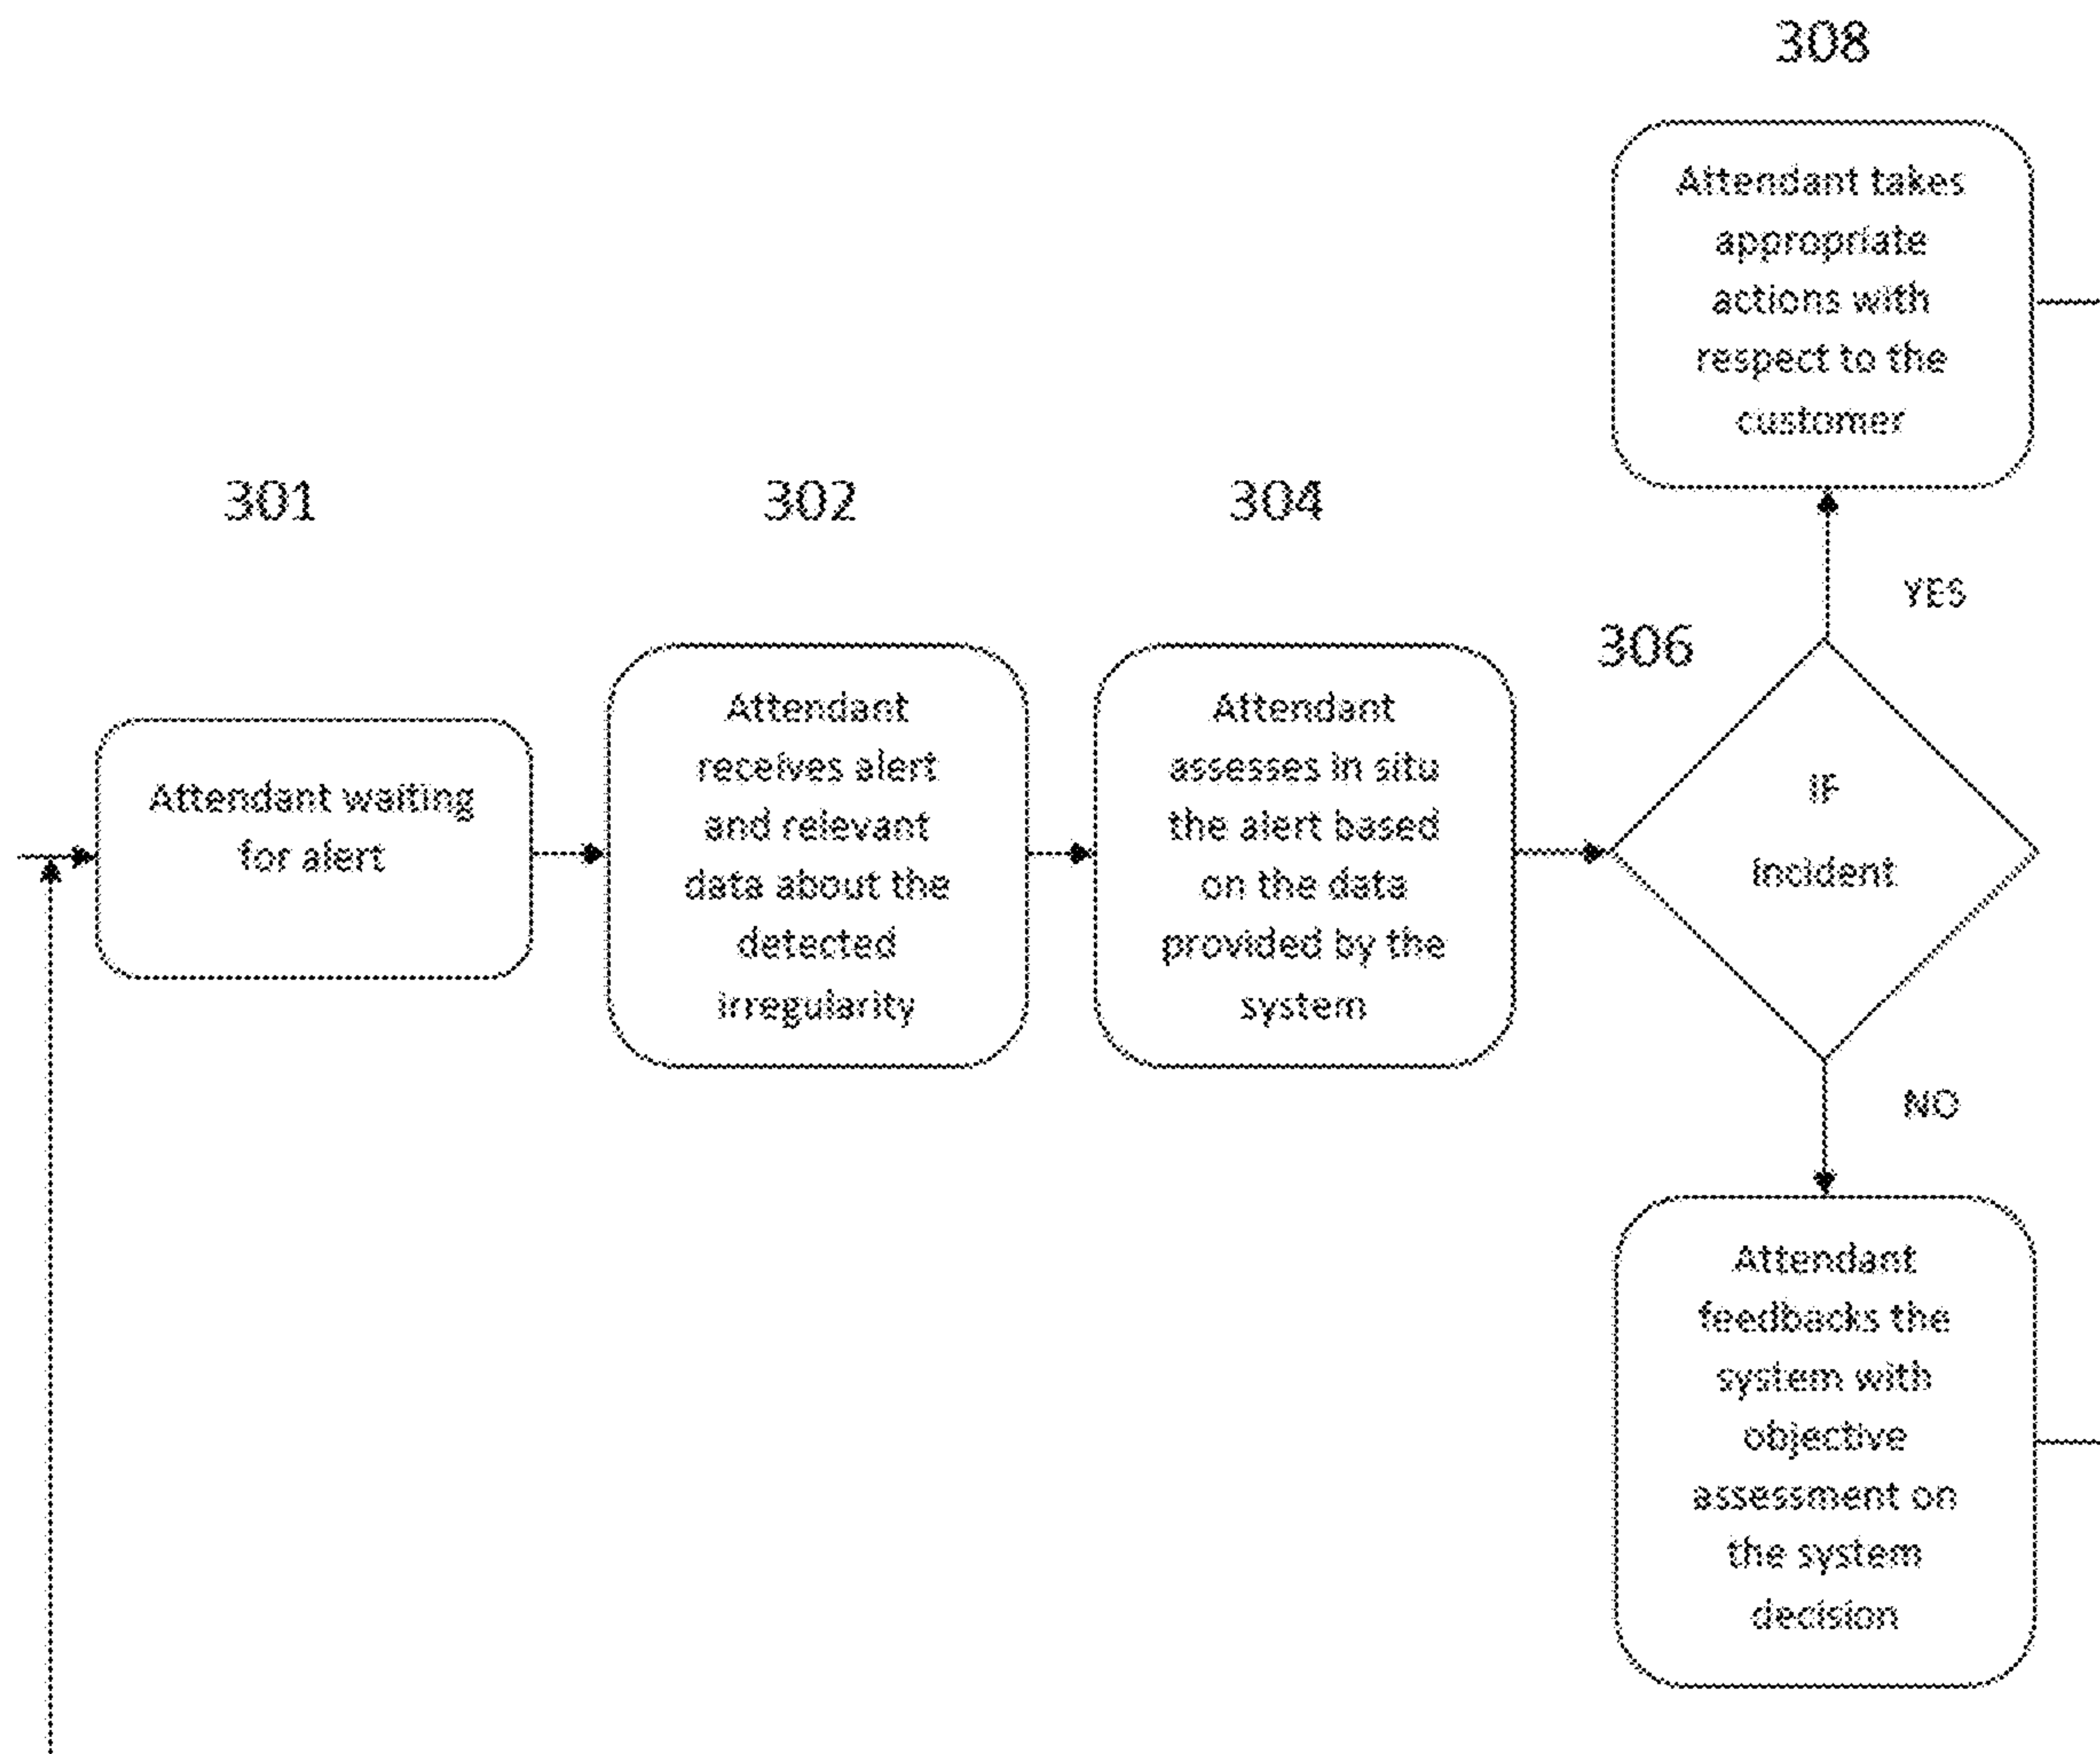 308
Attendant takes
appropriate
actions with
respect to the
customer
301
302
304
YES
306
Attendant waiting
for alert
Attendant
receives alert
and relevant
data about the
detected
irregularity
Attendant
assesses in situ
the alert based
on the data
provided by the
system
IF
incident
NO
Attendant
feedbacks the
system with
objective
assessment on
the system
decision